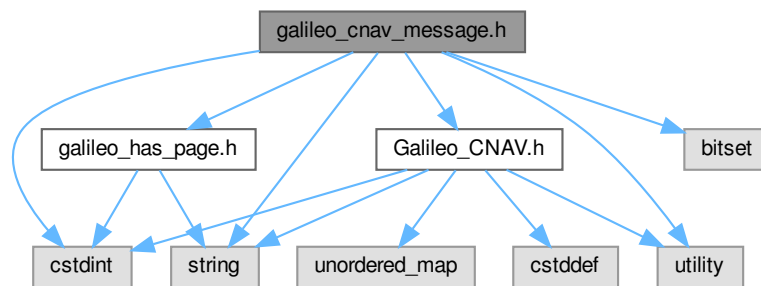 galileo_cnav_message.h
galileo_has_page.h
Galileo_CNAV.h
bitset
cstdint
string
unordered_map
cstddef
utility